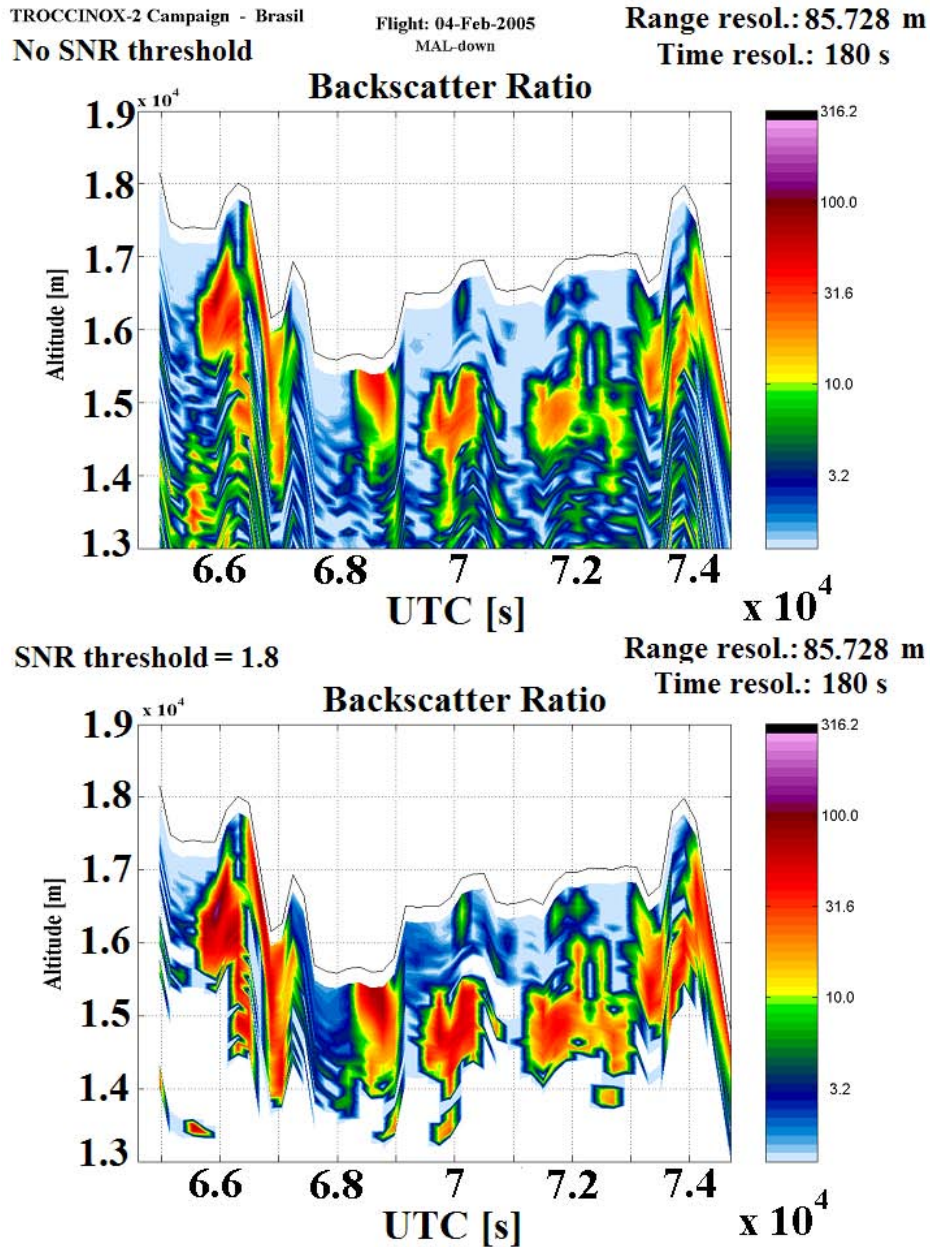 TROCCINOX-2 Campaign - Brasil
Flight: 04-Feb-2005
Range resol.: 85.728 m
No SNR threshold
MAL-down
Time resol.: 180 s
Backscatter Ratio
x 10^4
1.9
1.8
1.7
1.6
1.5
1.4
1.3
Altitude [m]
316.2
100.0
31.6
10.0
3.2
6.6 6.8 7 7.2 7.4
UTC [s]
x 10^4
SNR threshold = 1.8
Range resol.: 85.728 m
Time resol.: 180 s
Backscatter Ratio
x 10^4
1.9
1.8
1.7
1.6
1.5
1.4
1.3
Altitude [m]
316.2
100.0
31.6
10.0
3.2
6.6 6.8 7 7.2 7.4
UTC [s]
x 10^4